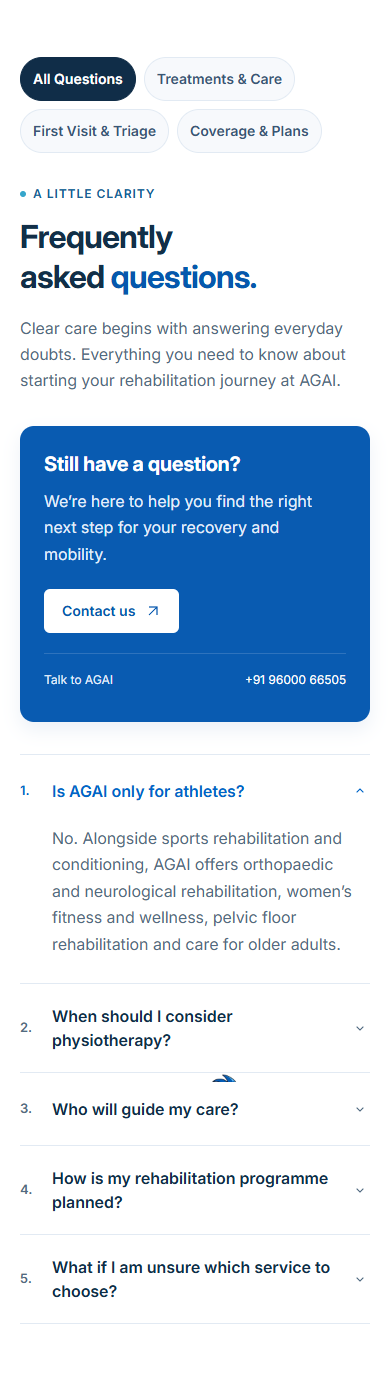 All Questions
Treatments & Care
First Visit & Triage
Coverage & Plans
A LITTLE CLARITY
Frequently
asked questions.
Clear care begins with answering everyday
doubts. Everything you need to know about
starting your rehabilitation journey at AGAI.
Still have a question?
We’re here to help you find the right
next step for your recovery and
mobility.
Contact us
Talk to AGAI
+91 96000 66505
1. Is AGAI only for athletes?
No. Alongside sports rehabilitation and
conditioning, AGAI offers orthopaedic
and neurological rehabilitation, women’s
fitness and wellness, pelvic floor
rehabilitation and care for older adults.
2. When should I consider
physiotherapy?
3. Who will guide my care?
4. How is my rehabilitation programme
planned?
5. What if I am unsure which service to
choose?